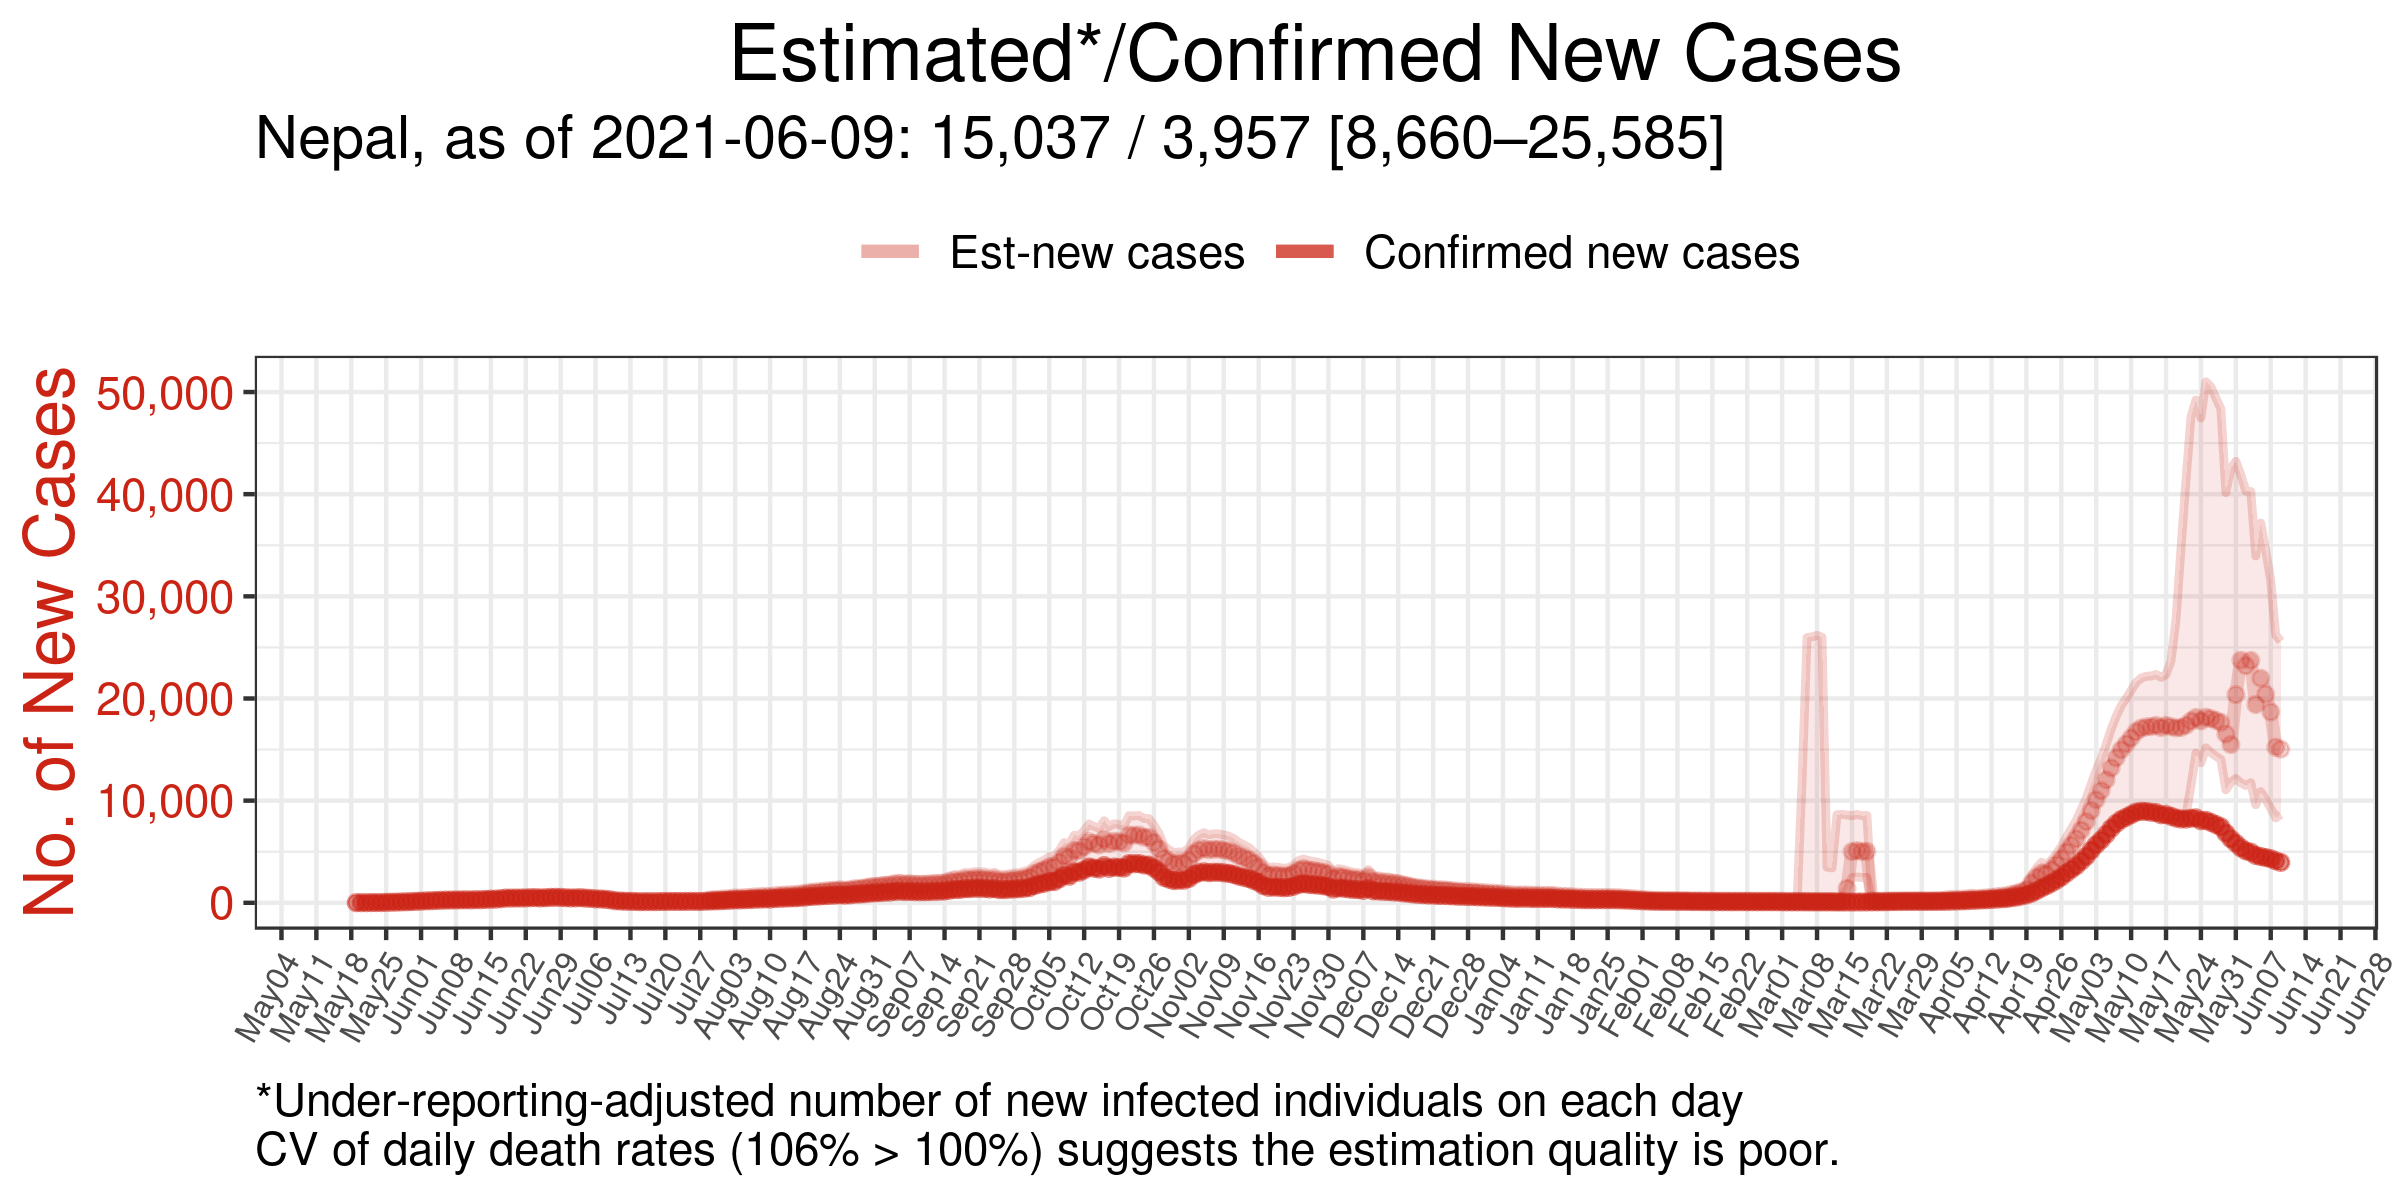 Estimated*/Confirmed New Cases
Nepal, as of 2021-06-09: 15,037 / 3,957 [8,660–25,585]
Est-new cases Confirmed new cases
No. of New Cases
50,000
40,000
30,000
20,000
10,000
0
May04 May11 May18 May25 Jun01 Jun08 Jun15 Jun22 Jun29 Jul06 Jul13 Jul20 Jul27 Aug03 Aug10 Aug17 Aug24 Aug31 Sep07 Sep14 Sep21 Sep28 Oct05 Oct12 Oct19 Oct26 Nov02 Nov09 Nov16 Nov23 Nov30 Dec07 Dec14 Dec21 Dec28 Jan04 Jan11 Jan18 Jan25 Feb01 Feb08 Feb15 Feb22 Mar01 Mar08 Mar15 Mar22 Mar29 Apr05 Apr12 Apr19 Apr26 May03 May10 May17 May24 May31 Jun07 Jun14 Jun21 Jun28
*Under-reporting-adjusted number of new infected individuals on each day
CV of daily death rates (106% > 100%) suggests the estimation quality is poor.